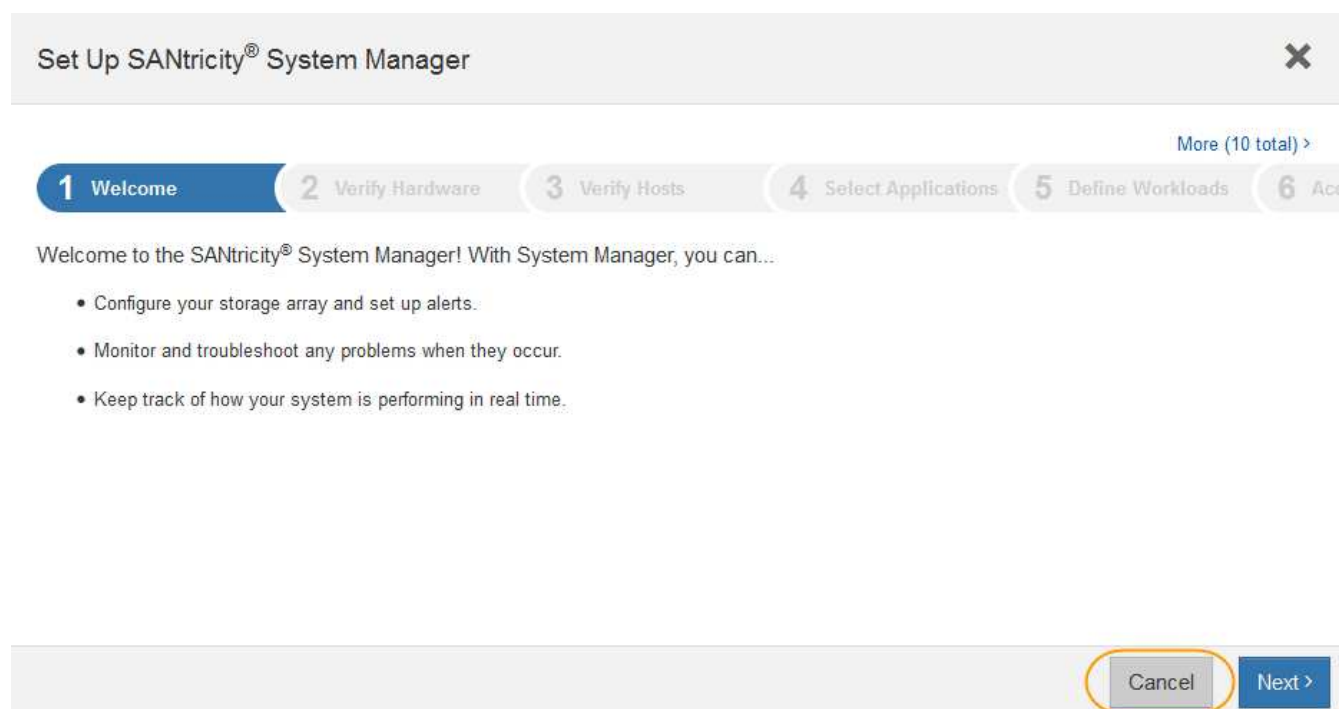 Set Up SANtricity® System Manager
More (10 total) >
1 Welcome 2 Verify Hardware 3 Verify Hosts 4 Select Applications 5 Define Workloads 6 Acc
Welcome to the SANtricity® System Manager! With System Manager, you can...
• Configure your storage array and set up alerts.
• Monitor and troubleshoot any problems when they occur.
• Keep track of how your system is performing in real time.
Cancel Next >